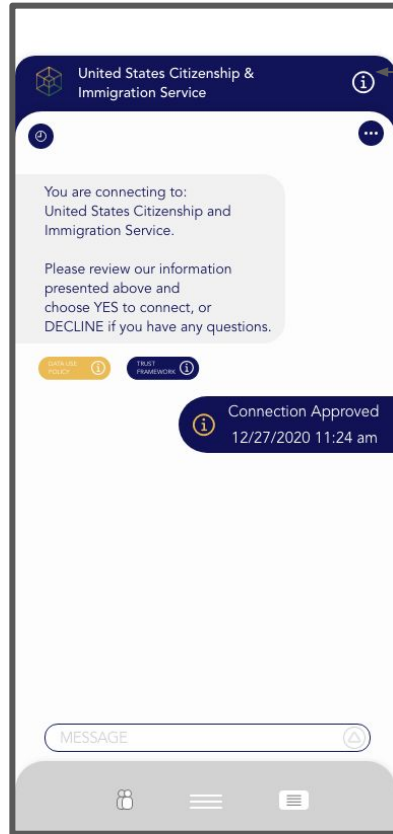 United States Citizenship &
Immigration Service
You are connecting to:
United States Citizenship and
Immigration Service.
Please review our information
presented above and
choose YES to connect, or
DECLINE if you have any questions.
DATA USE
POLICY
TRUST
FRAMEWORK
Connection Approved
12/27/2020 11:24 am
MESSAGE